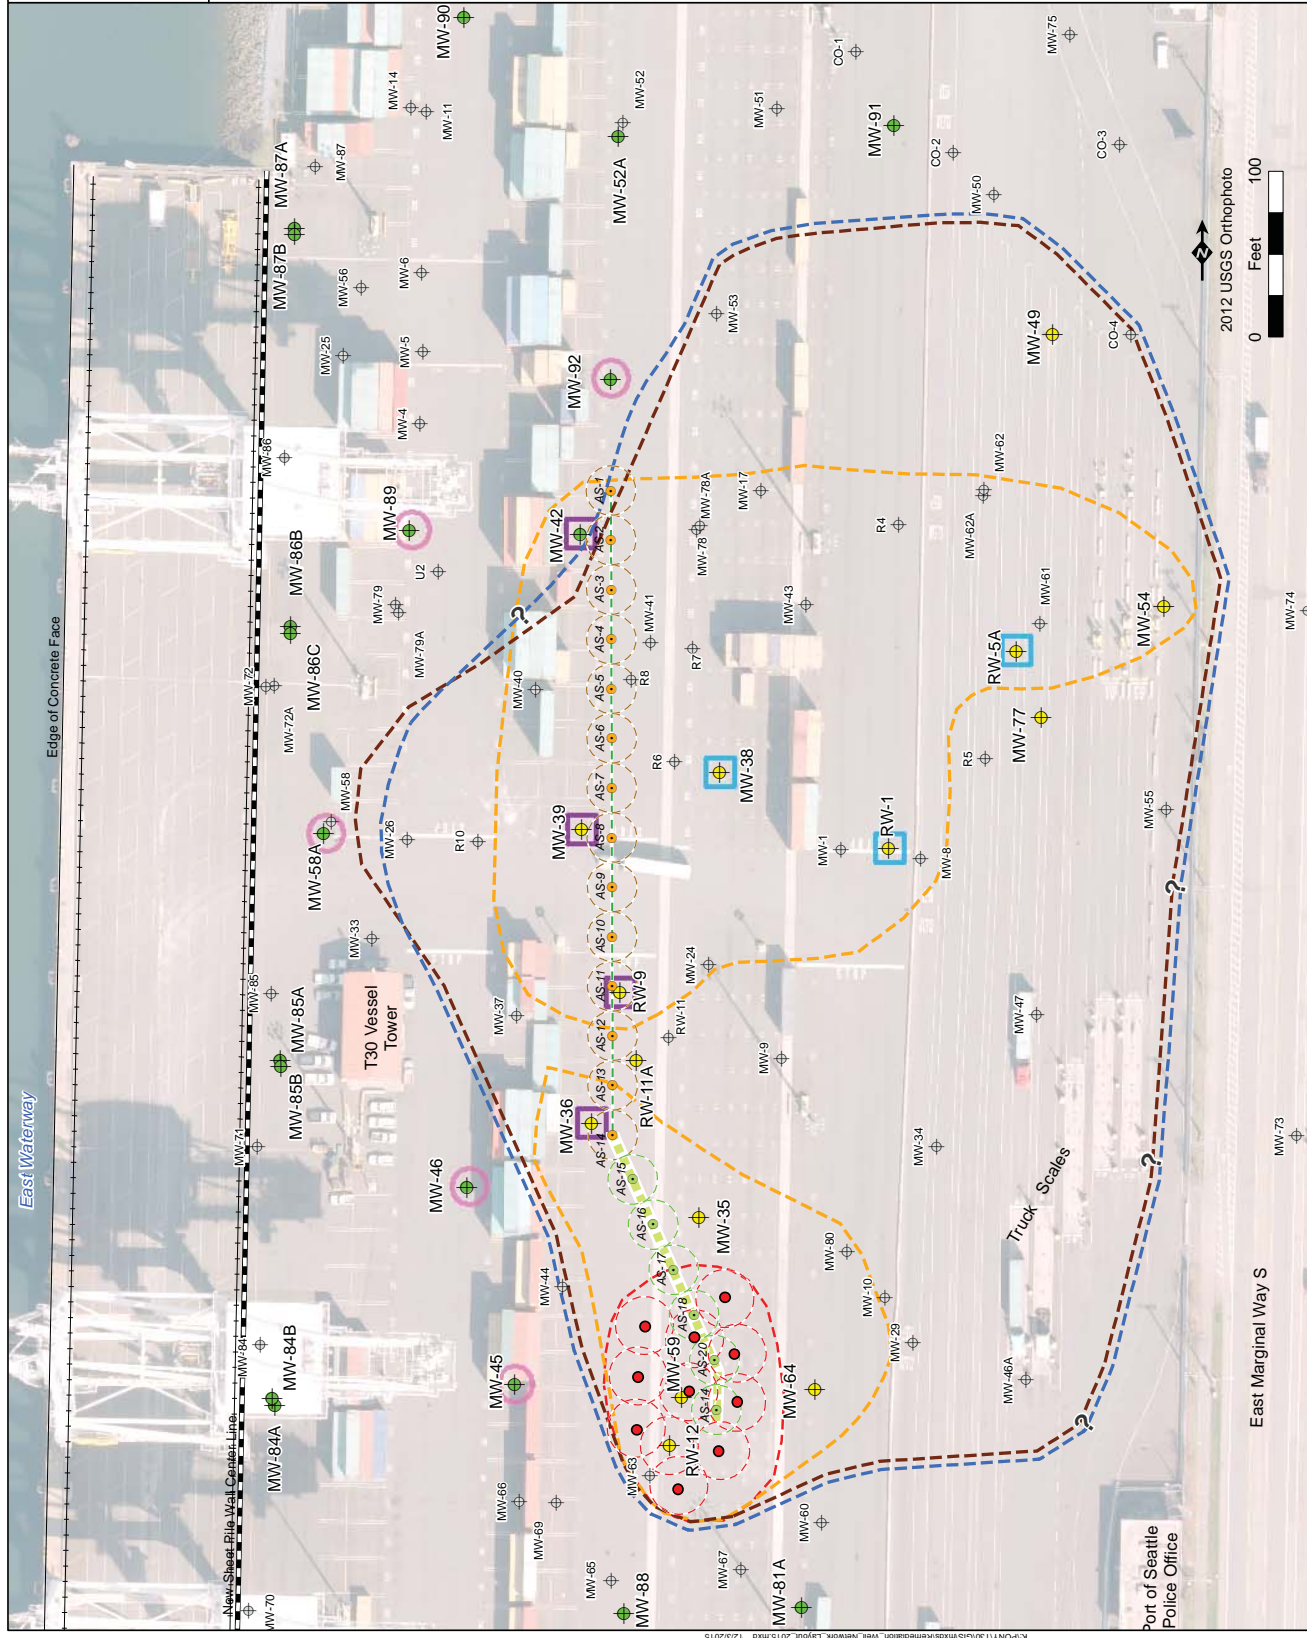 MW-90
MW-75
CO-1
MW-14
MW-11
MW-52
MW-51
MW-91
MW-52A
CO-2
CO-3
MW-87A
MW-87
MW-87B
MW-50
MW-56
MW-6
N
2012 USGS Orthophoto
0 Feet 100
MW-53
MW-25
MW-5
MW-49
CO-4
MW-92
MW-4
MW-86
MW-89
MW-42
AS-1
AS-2
MW-78A
MW-17
MW-62
MW-78
R4
MW-62A
MW-86B
U2
MW-79
AS-3
MW-79A
?
MW-41
MW-43
MW-61
MW-54
MW-74
Edge of Concrete Face
MW-86C
MW-72
MW-72A
AS-4
R7
RW-5A
MW-40
AS-5
R8
AS-6
MW-77
R6
MW-38
R5
AS-7
MW-58
MW-58A
MW-26
R10
MW-39
AS-8
MW-1
RW-1
MW-8
MW-55
?
AS-9
MW-33
AS-10
MW-24
MW-85
AS-11
RW-9
MW-85A
MW-85B
T30 Vessel
Tower
MW-37
AS-12
RW-11
MW-47
MW-9
RW-11A
AS-13
MW-36
AS-14
MW-34
MW-73
?
MW-71
East Waterway
MW-46
AS-15
Truck Scales
AS-16
MW-35
MW-80
AS-17
MW-44
AS-18
MW-10
MW-29
MW-84
MW-84B
MW-84A
MW-45
MW-59
AS-20
AS-14
MW-64
MW-46A
?
East Marginal Way S
RW-12
MW-63
New Sheet Pile Wall Center Line
MW-66
MW-69
MW-60
MW-65
MW-67
MW-88
MW-81A
MW-70
Port of Seattle
Police Office